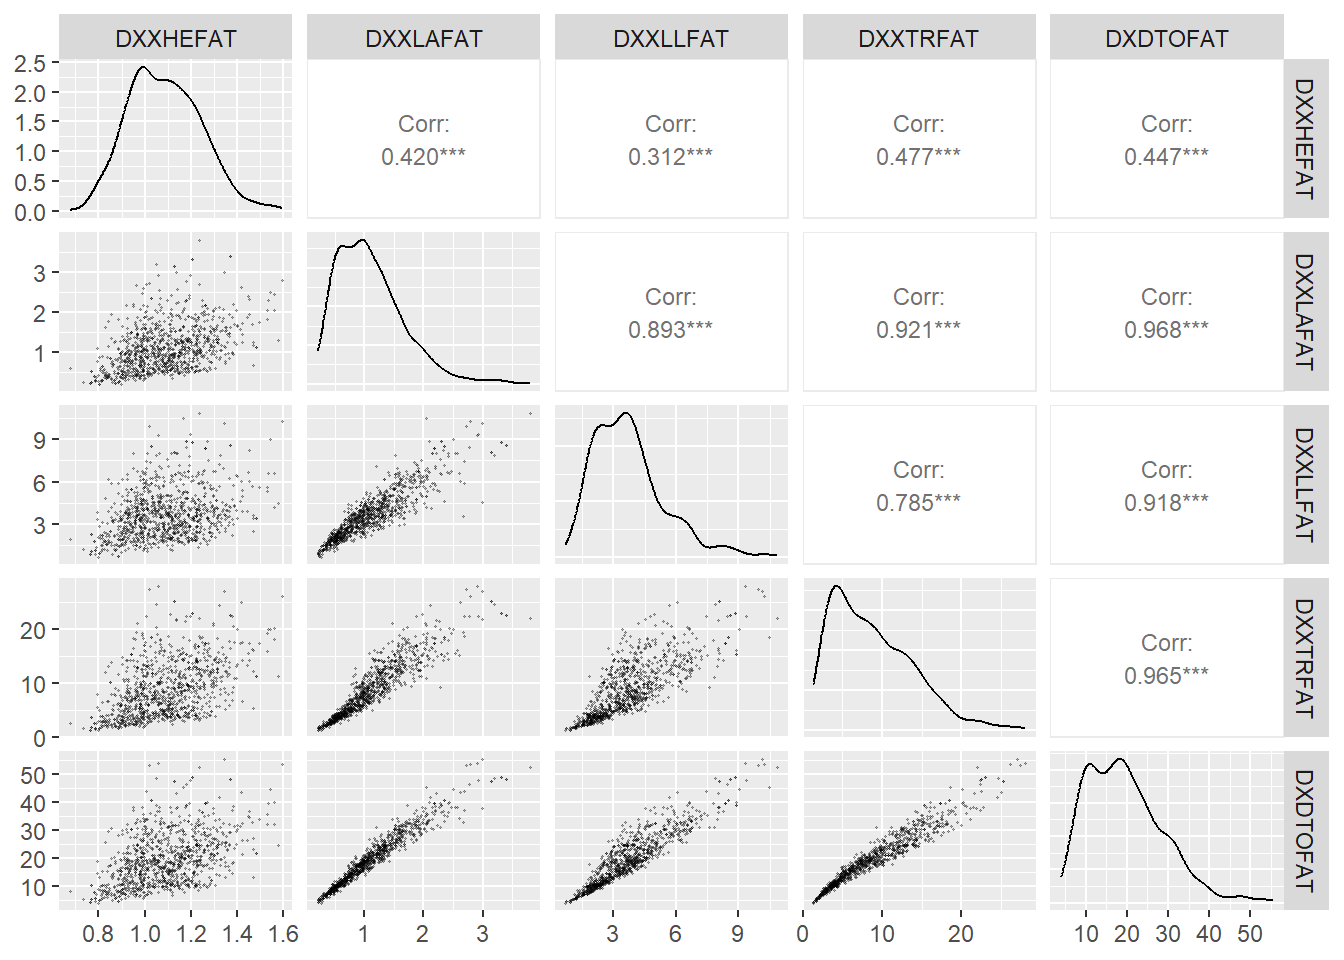 DXXHEFAT DXXLAFAT DXXLLFAT DXXTRFAT DXDTOFAT
2.5
2.0
1.5
1.0
0.5
0.0
Corr:
0.420***
Corr:
0.312***
Corr:
0.477***
Corr:
0.447***
DXXHEFAT
3
2
1
Corr:
0.893***
Corr:
0.921***
Corr:
0.968***
DXXLAFAT
9
6
3
Corr:
0.785***
Corr:
0.918***
DXXLLFAT
20
10
0
Corr:
0.965***
DXXTRFAT
50
40
30
20
10
DXDTOFAT
0.8 1.0 1.2 1.4 1.6 1 2 3 3 6 9 0 10 20 10 20 30 40 50